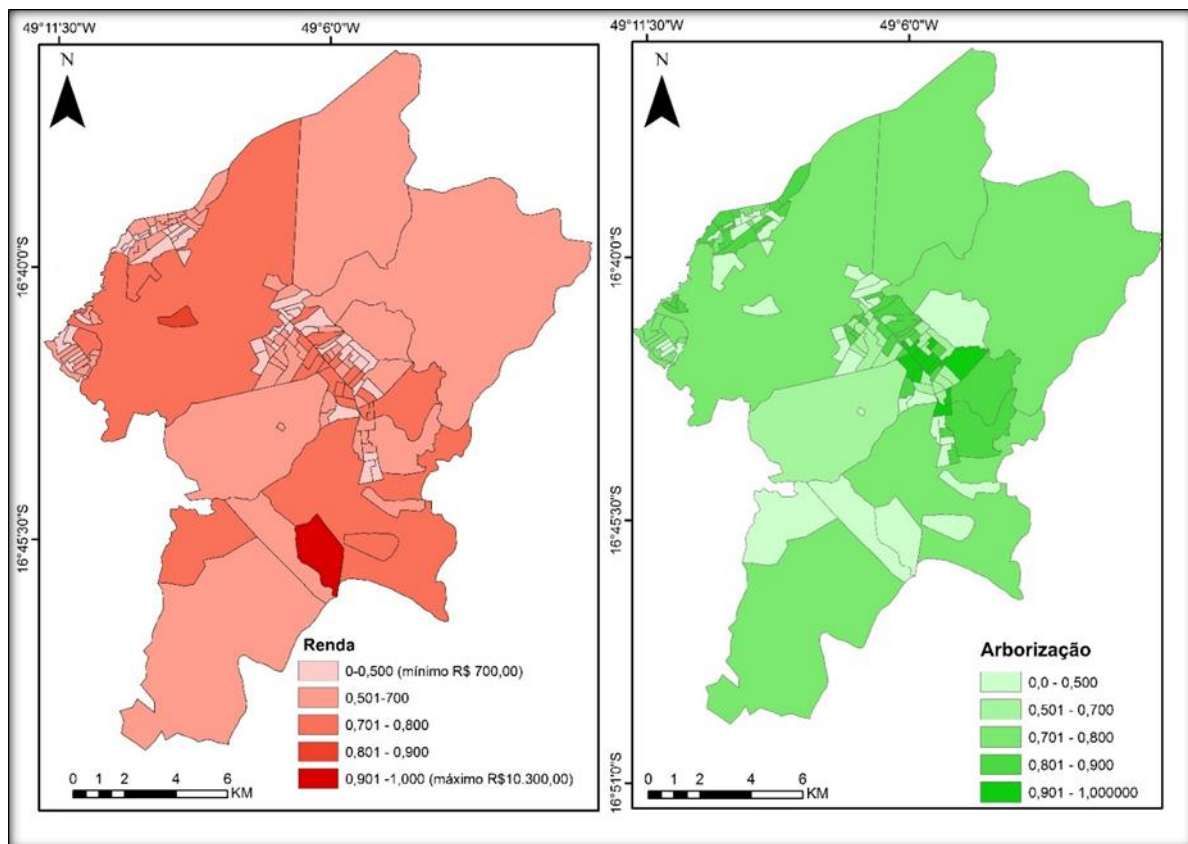 49°11'30"W
49°6'0"W
N
16°40'0"S
16°45'30"S
Renda
0-0,500 (mínimo R$ 700,00)
0,501-700
0,701 - 0,800
0,801 - 0,900
0,901 -1,000 (máximo R$10.300,00)
0 1 2 4 6
KM
49°11'30"W
49°6'0"W
N
16°40'0"S
16°45'30"S
16°51'0"S
Arborização
0,0 - 0,500
0,501 - 0,700
0,701 - 0,800
0,801 - 0,900
0,901 - 1,000000
0 1 2 4 6
KM